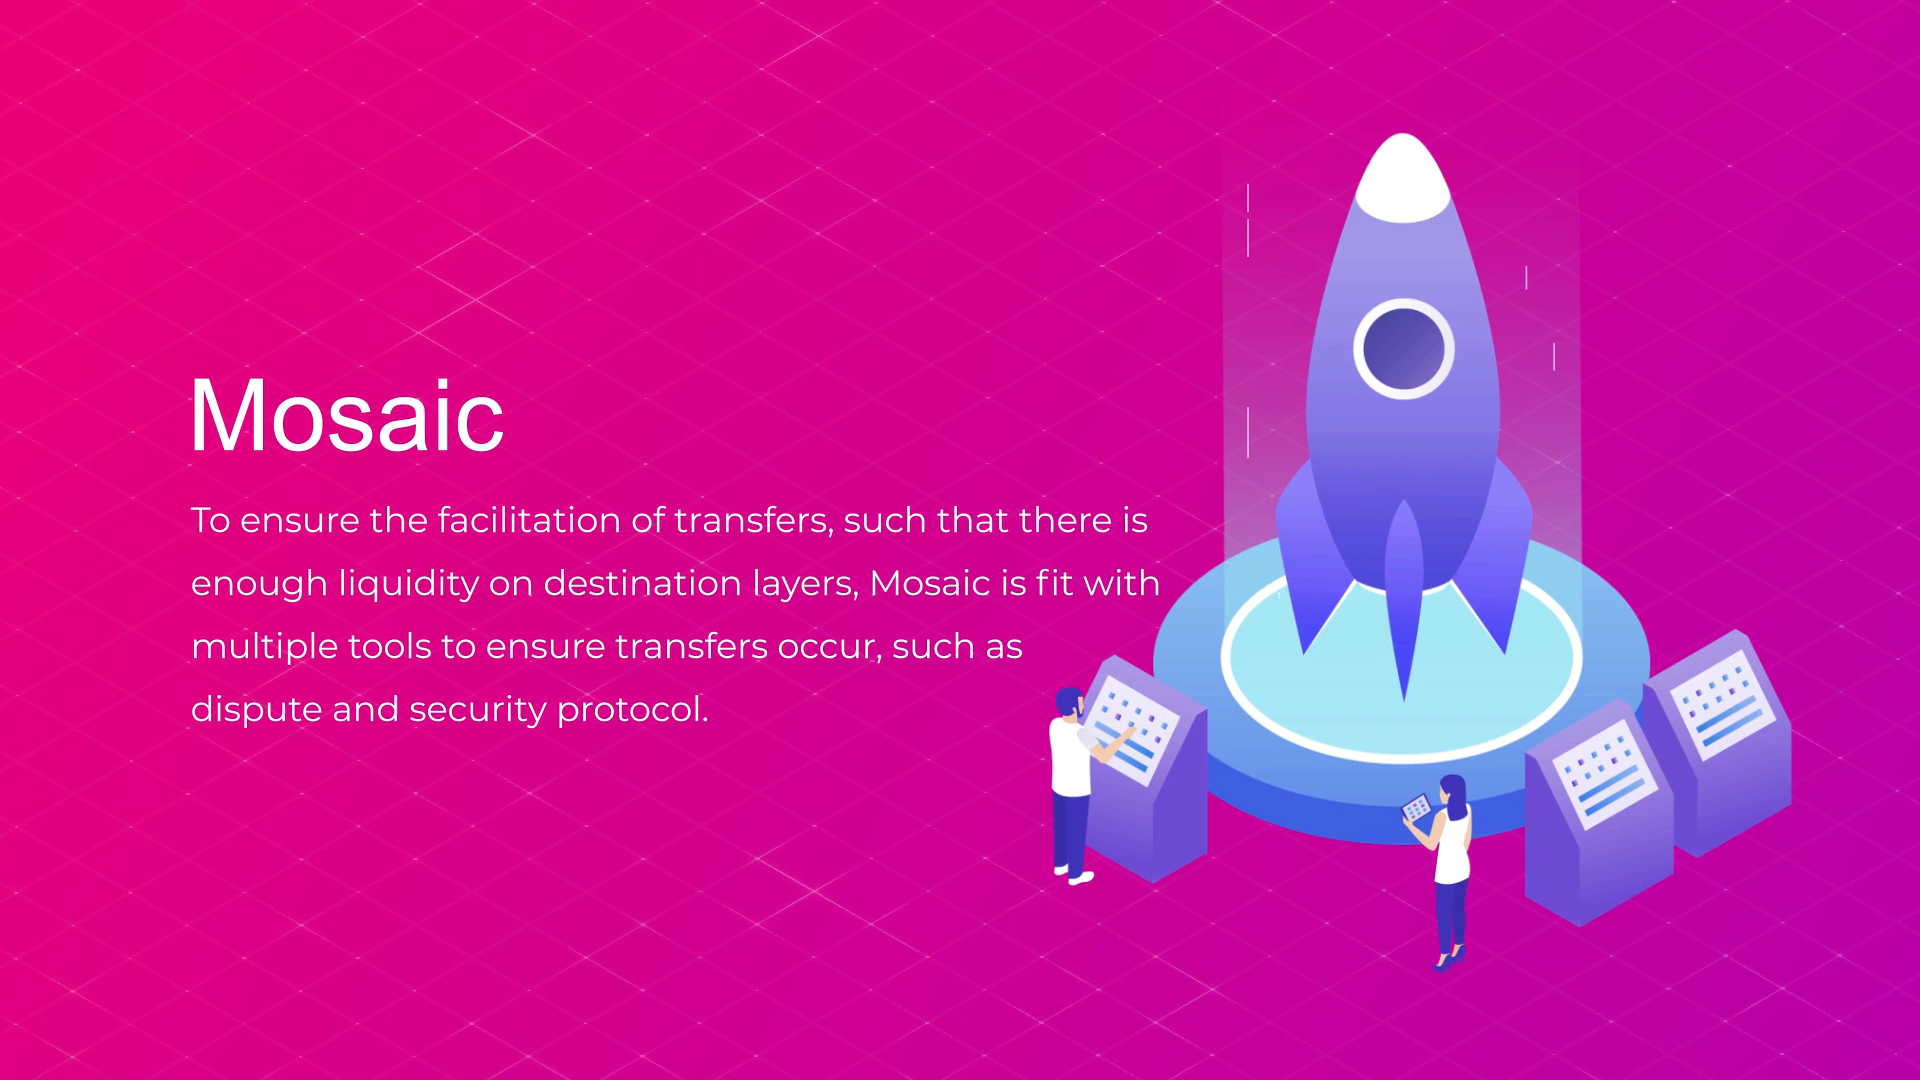 Mosaic
To ensure the facilitation of transfers, such that there is
enough liquidity on destination layers, Mosaic is fit with
multiple tools to ensure transfers occur, such as
dispute and security protocol.